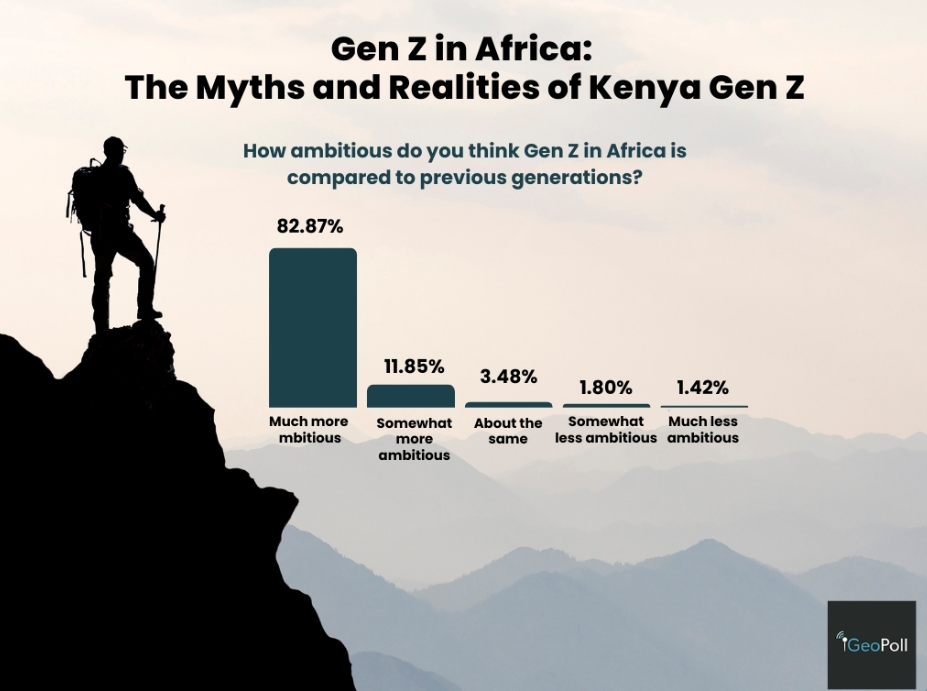 Gen Z in Africa:
The Myths and Realities of Kenya Gen Z
How ambitious do you think Gen Z in Africa is
compared to previous generations?
82.87%
11.85%
3.48%
1.80%
1.42%
Much more
mbitious
Somewhat
more
ambitious
About the
same
Somewhat
less ambitious
Much less
ambitious
GeoPoll